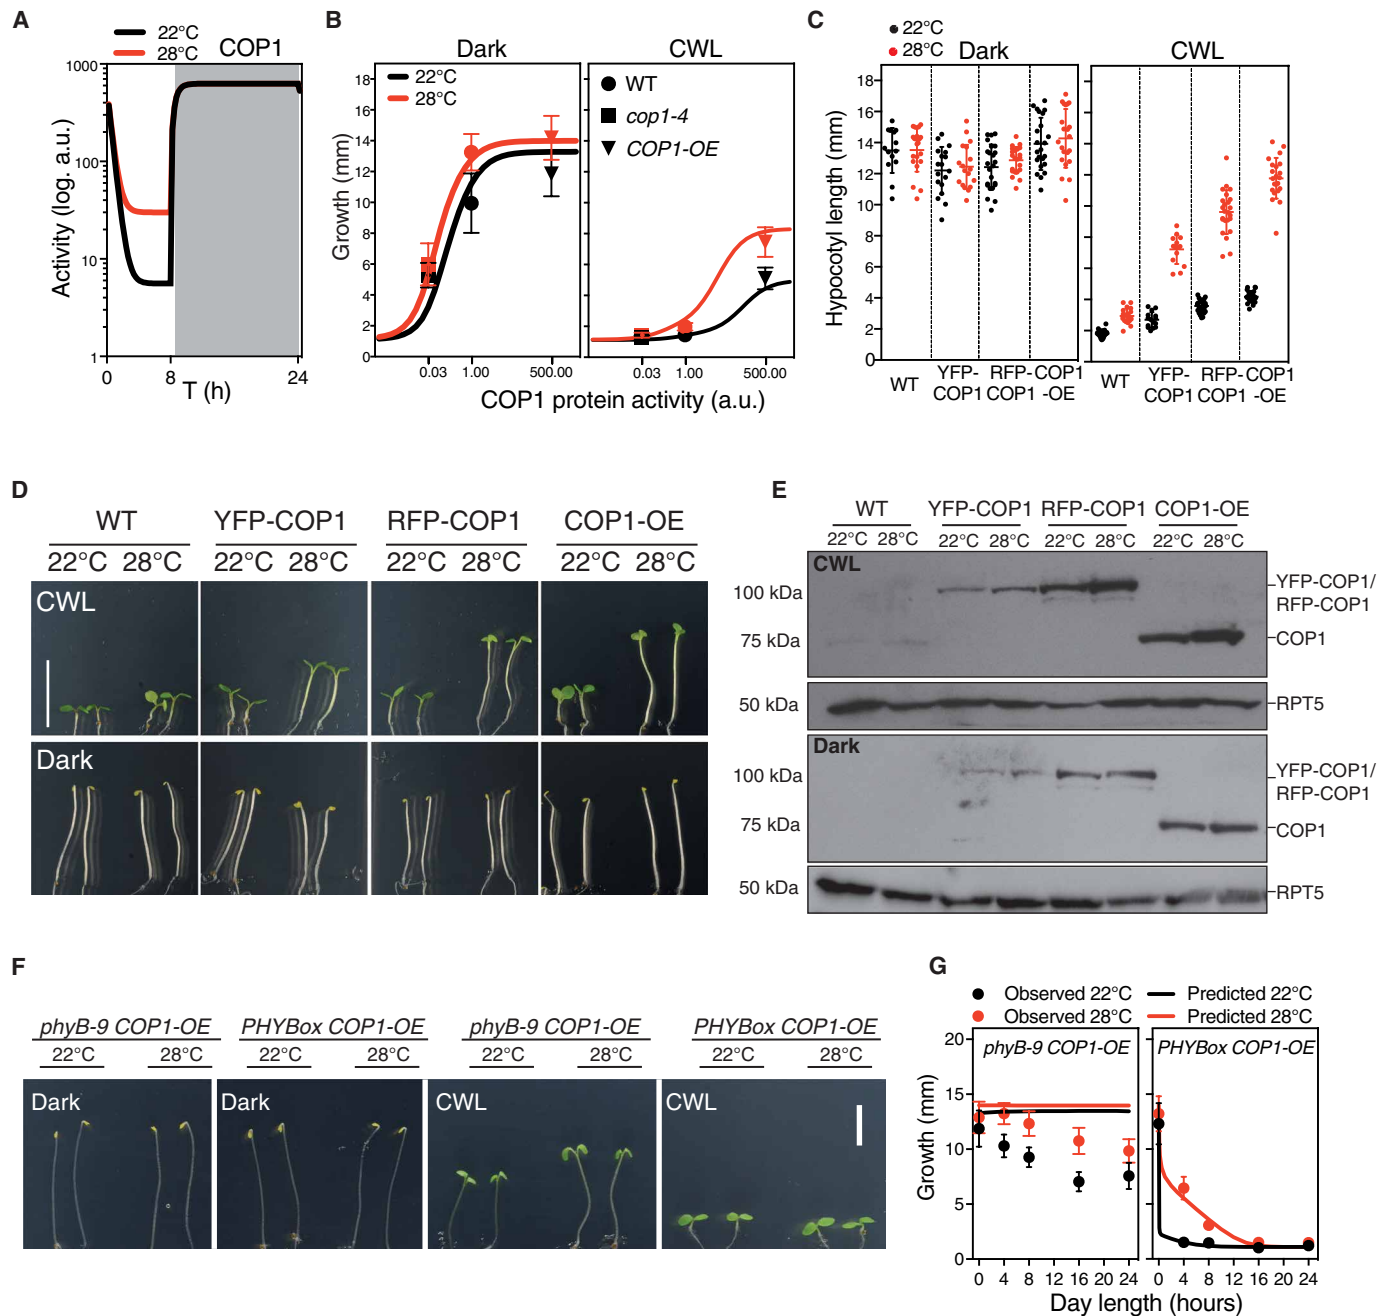 A
22°C
28°C
COP1
Activity (log. a.u.)
1000
100
10
1
0
8
24
T (h)
B
Dark
CWL
22°C
28°C
WT
cop1-4
COP1-OE
Growth (mm)
18
16
14
12
10
8
6
4
2
0
0.03 1.00 500.00
0.03 1.00 500.00
COP1 protein activity (a.u.)
C
22°C
28°C
Dark
CWL
Hypocotyl length (mm)
18
16
14
12
10
8
6
4
2
0
WT
YFP-COP1
RFP-COP1
COP1-OE
WT
YFP-COP1
RFP-COP1
COP1-OE
D
WT YFP-COP1 RFP-COP1 COP1-OE
22°C 28°C 22°C 28°C 22°C 28°C 22°C 28°C
CWL
Dark
E
WT YFP-COP1 RFP-COP1 COP1-OE
22°C 28°C 22°C 28°C 22°C 28°C 22°C 28°C
CWL
100 kDa
YFP-COP1/
RFP-COP1
75 kDa
COP1
50 kDa
RPT5
Dark
100 kDa
YFP-COP1/
RFP-COP1
75 kDa
COP1
50 kDa
RPT5
F
phyB-9 COP1-OE PHYBox COP1-OE phyB-9 COP1-OE PHYBox COP1-OE
22°C 28°C 22°C 28°C 22°C 28°C 22°C 28°C
Dark
Dark
CWL
CWL
G
Observed 22°C Predicted 22°C
Observed 28°C Predicted 28°C
phyB-9 COP1-OE
PHYBox COP1-OE
Growth (mm)
20
15
10
5
0
0 4 8 12 16 20 24
0 4 8 12 16 20 24
Day length (hours)